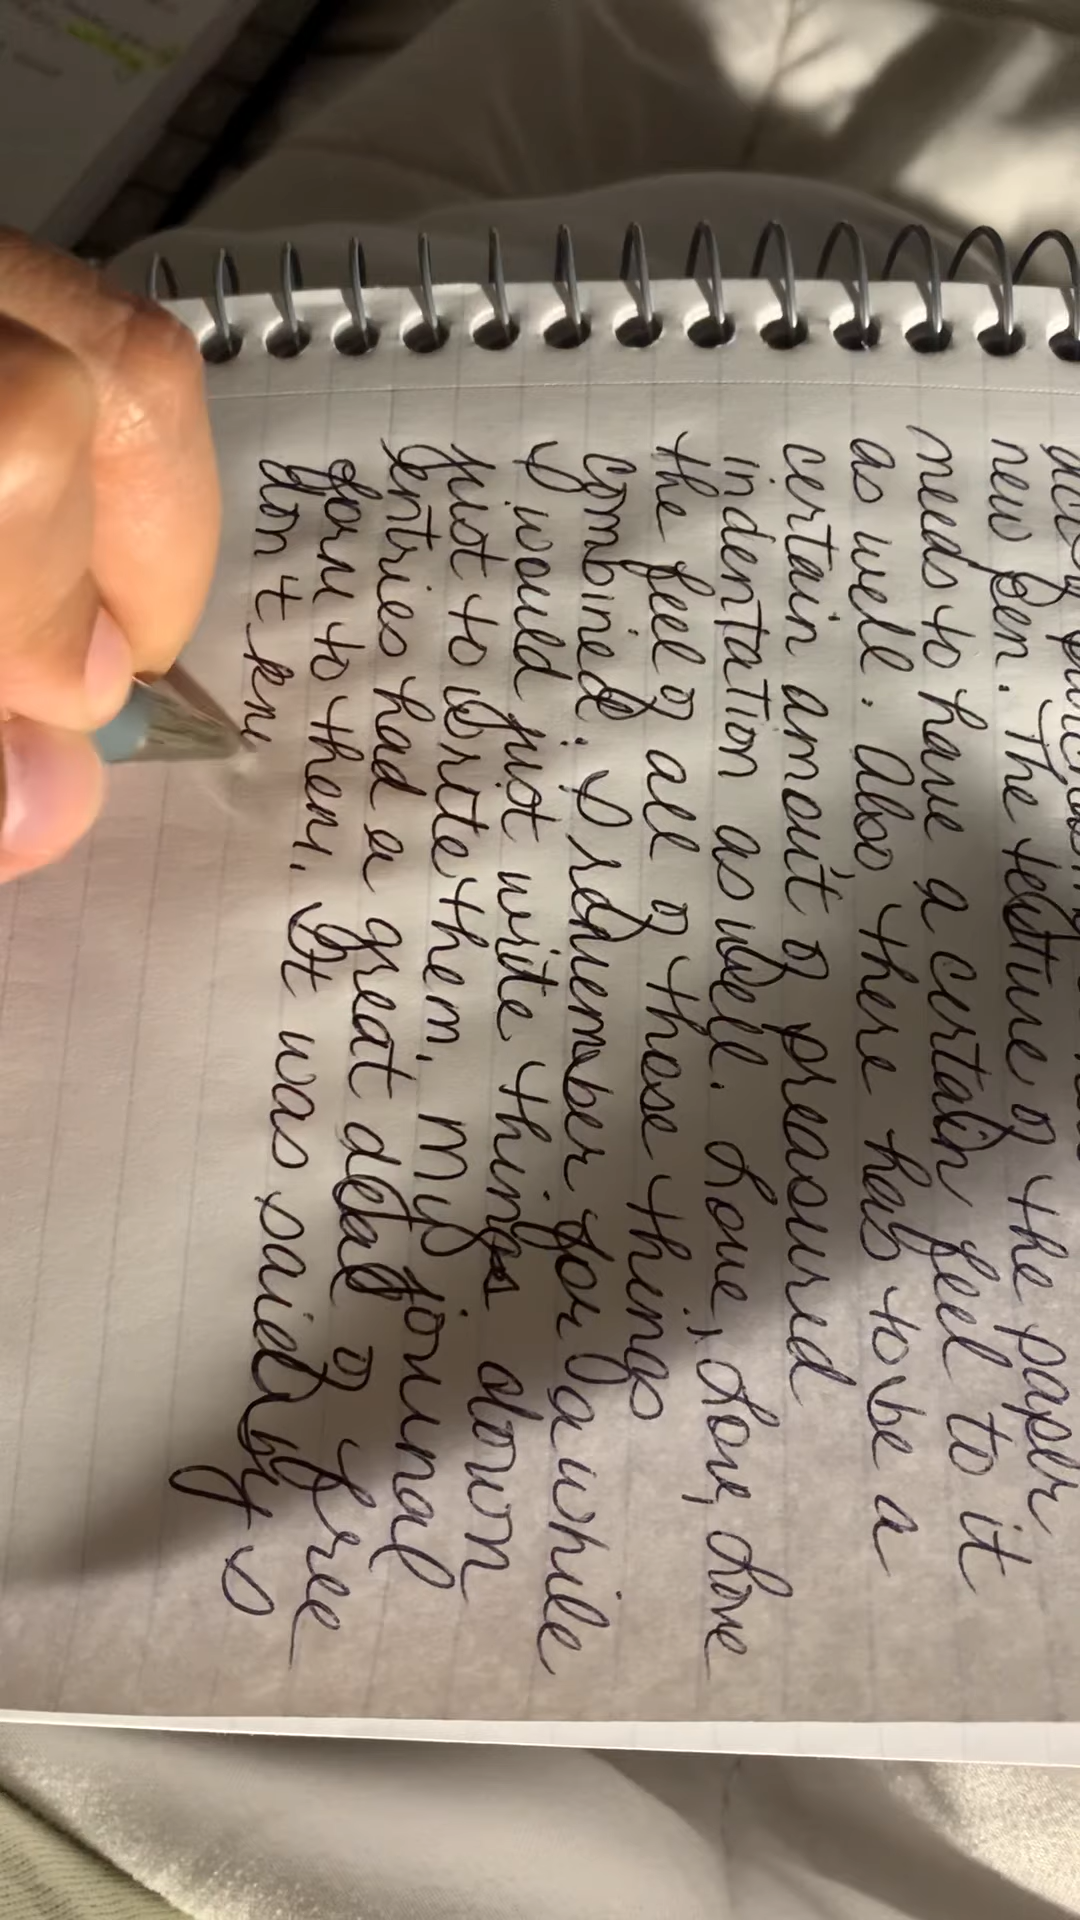 new pen. The texture of the paper
needs to have a certain feel to it
as well. Also there has to be a
certain amount of preasured
indentation as well. Love, Love, Love
the feel of all of these things
combined. I remember for a while
I would just write things down
just to write them. My journal
entries had a great deal of free
form to them. It was said by s
don t kn